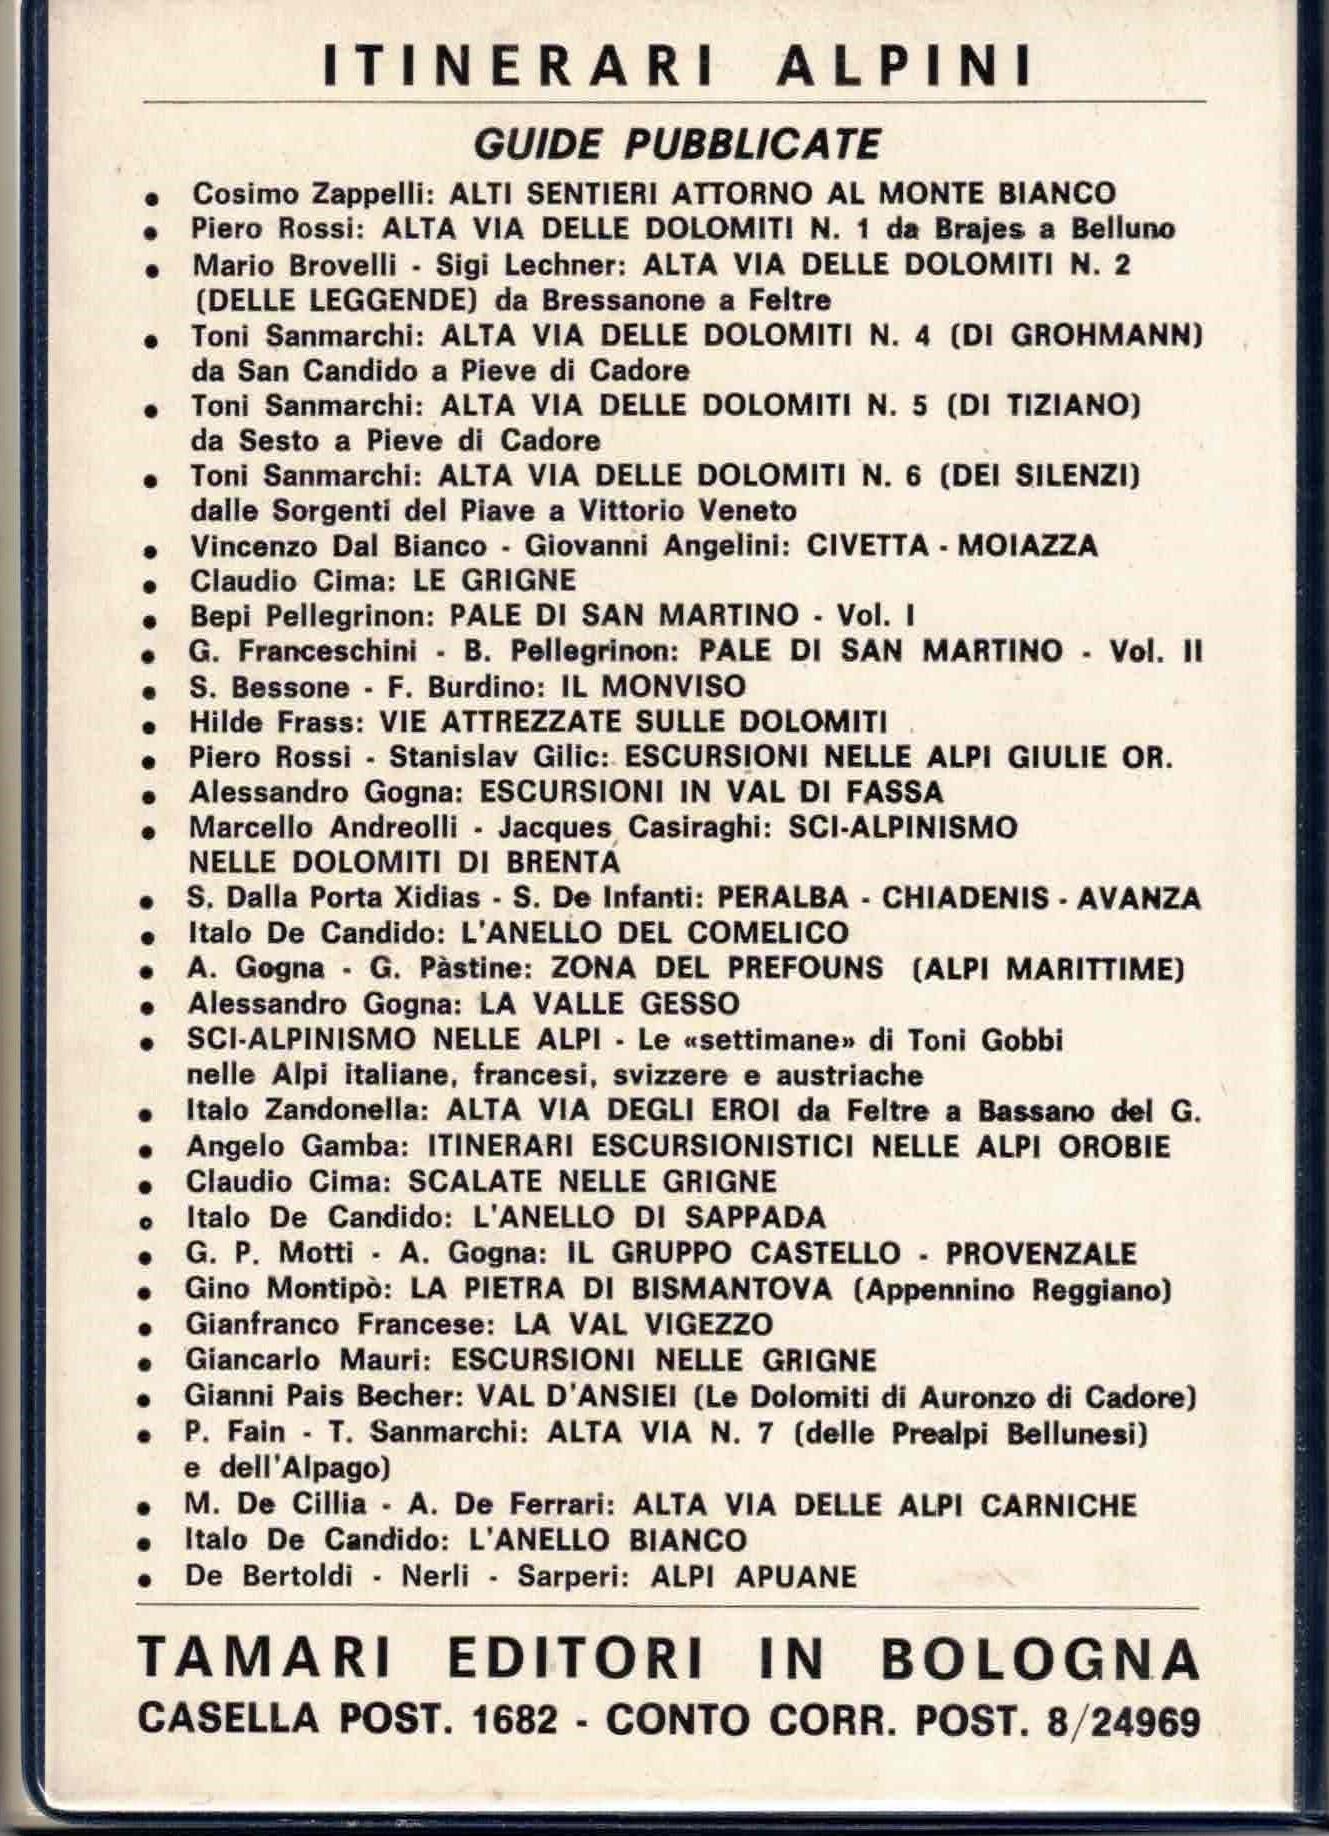 ITINERARI ALPINI
GUIDE PUBBLICATE
• Cosimo Zappelli: ALTI SENTIERI ATTORNO AL MONTE BIANCO
• Piero Rossi: ALTA VIA DELLE DOLOMITI N. 1 da Brajes a Belluno
• Mario Brovelli - Sigi Lechner: ALTA VIA DELLE DOLOMITI N. 2
(DELLE LEGGENDE) da Bressanone a Feltre
• Toni Sanmarchi: ALTA VIA DELLE DOLOMITI N. 4 (DI GROHMANN)
da San Candido a Pieve di Cadore
• Toni Sanmarchi: ALTA VIA DELLE DOLOMITI N. 5 (DI TIZIANO)
da Sesto a Pieve di Cadore
• Toni Sanmarchi: ALTA VIA DELLE DOLOMITI N. 6 (DEI SILENZI)
dalle Sorgenti del Piave a Vittorio Veneto
• Vincenzo Dal Bianco - Giovanni Angelini: CIVETTA - MOIAZZA
• Claudio Cima: LE GRIGNE
• Bepi Pellegrinon: PALE DI SAN MARTINO - Vol. I
• G. Franceschini - B. Pellegrinon: PALE DI SAN MARTINO - Vol. II
• S. Bessone - F. Burdino: IL MONVISO
• Hilde Frass: VIE ATTREZZATE SULLE DOLOMITI
• Piero Rossi - Stanislav Gilic: ESCURSIONI NELLE ALPI GIULIE OR.
• Alessandro Gogna: ESCURSIONI IN VAL DI FASSA
• Marcello Andreolli - Jacques Casiraghi: SCI-ALPINISMO
NELLE DOLOMITI DI BRENTA
• S. Dalla Porta Xidias - S. De Infanti: PERALBA - CHIADENIS - AVANZA
• Italo De Candido: L'ANELLO DEL COMELICO
• A. Gogna - G. Pàstine: ZONA DEL PREFOUNS (ALPI MARITTIME)
• Alessandro Gogna: LA VALLE GESSO
• SCI-ALPINISMO NELLE ALPI - Le «settimane» di Toni Gobbi
nelle Alpi italiane, francesi, svizzere e austriache
• Italo Zandonella: ALTA VIA DEGLI EROI da Feltre a Bassano del G.
• Angelo Gamba: ITINERARI ESCURSIONISTICI NELLE ALPI OROBIE
• Claudio Cima: SCALATE NELLE GRIGNE
• Italo De Candido: L'ANELLO DI SAPPADA
• G. P. Motti - A. Gogna: IL GRUPPO CASTELLO - PROVENZALE
• Gino Montipò: LA PIETRA DI BISMANTOVA (Appennino Reggiano)
• Gianfranco Francese: LA VAL VIGEZZO
• Giancarlo Mauri: ESCURSIONI NELLE GRIGNE
• Gianni Pais Becher: VAL D'ANSIEI (Le Dolomiti di Auronzo di Cadore)
• P. Fain - T. Sanmarchi: ALTA VIA N. 7 (delle Prealpi Bellunesi)
e dell'Alpago)
• M. De Cillia - A. De Ferrari: ALTA VIA DELLE ALPI CARNICHE
• Italo De Candido: L'ANELLO BIANCO
• De Bertoldi - Nerli - Sarperi: ALPI APUANE
TAMARI EDITORI IN BOLOGNA
CASELLA POST. 1682 - CONTO CORR. POST. 8/24969